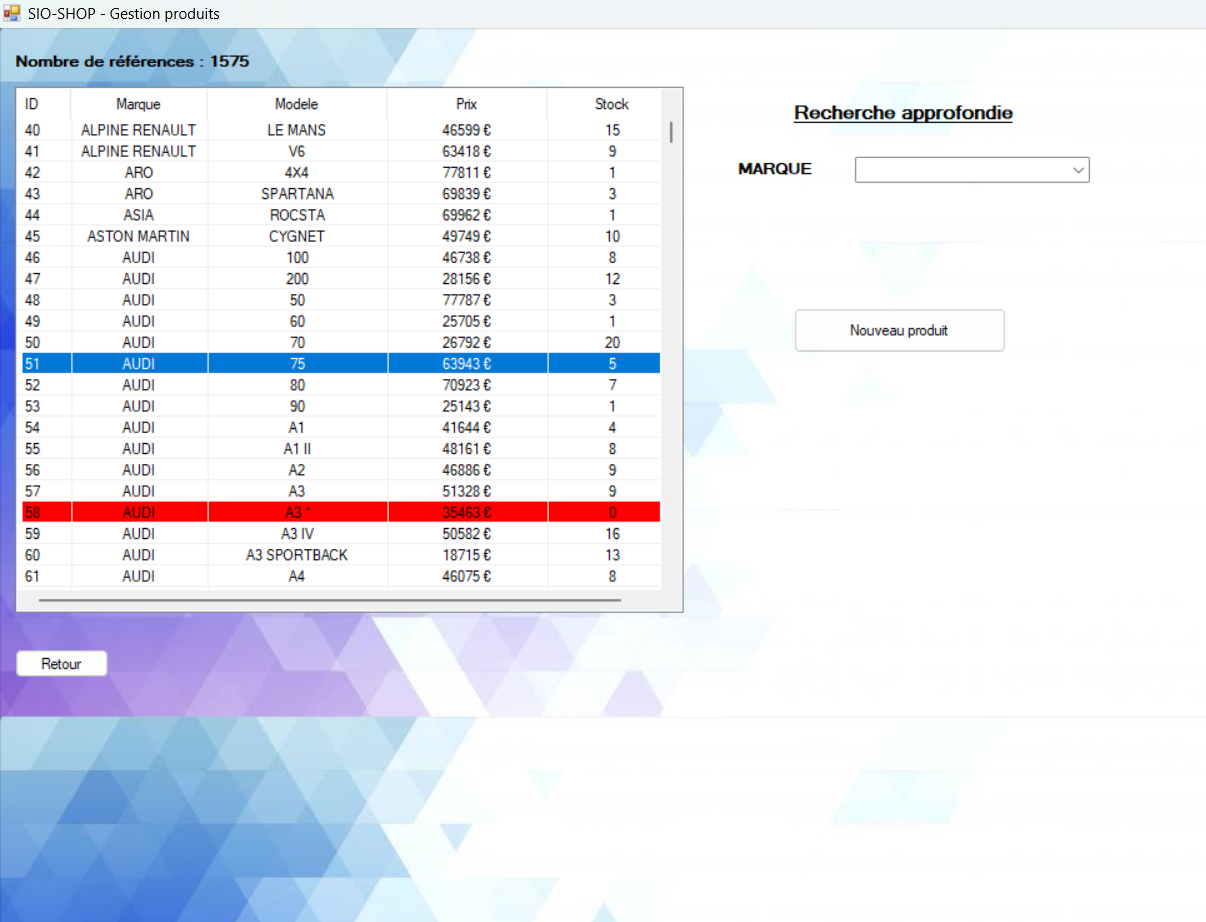 SIO-SHOP - Gestion produits
Nombre de références : 1575
ID Marque Modele Prix Stock
40 ALPINE RENAULT LE MANS 46599 € 15
41 ALPINE RENAULT V6 63418 € 9
42 ARO 4X4 77811 € 1
43 ARO SPARTANA 69839 € 3
44 ASIA ROCSTA 69962 € 1
45 ASTON MARTIN CYGNET 49749 € 10
46 AUDI 100 46738 € 8
47 AUDI 200 28156 € 12
48 AUDI 50 77787 € 3
49 AUDI 60 25705 € 1
50 AUDI 70 26792 € 20
51 AUDI 75 63943 € 5
52 AUDI 80 70923 € 7
53 AUDI 90 25143 € 1
54 AUDI A1 41644 € 4
55 AUDI A1 II 48161 € 8
56 AUDI A2 46886 € 9
57 AUDI A3 51328 € 9
58 AUDI A3 * 35463 € 0
59 AUDI A3 IV 50582 € 16
60 AUDI A3 SPORTBACK 18715 € 13
61 AUDI A4 46075 € 8
Retour
Recherche approfondie
MARQUE
Nouveau produit